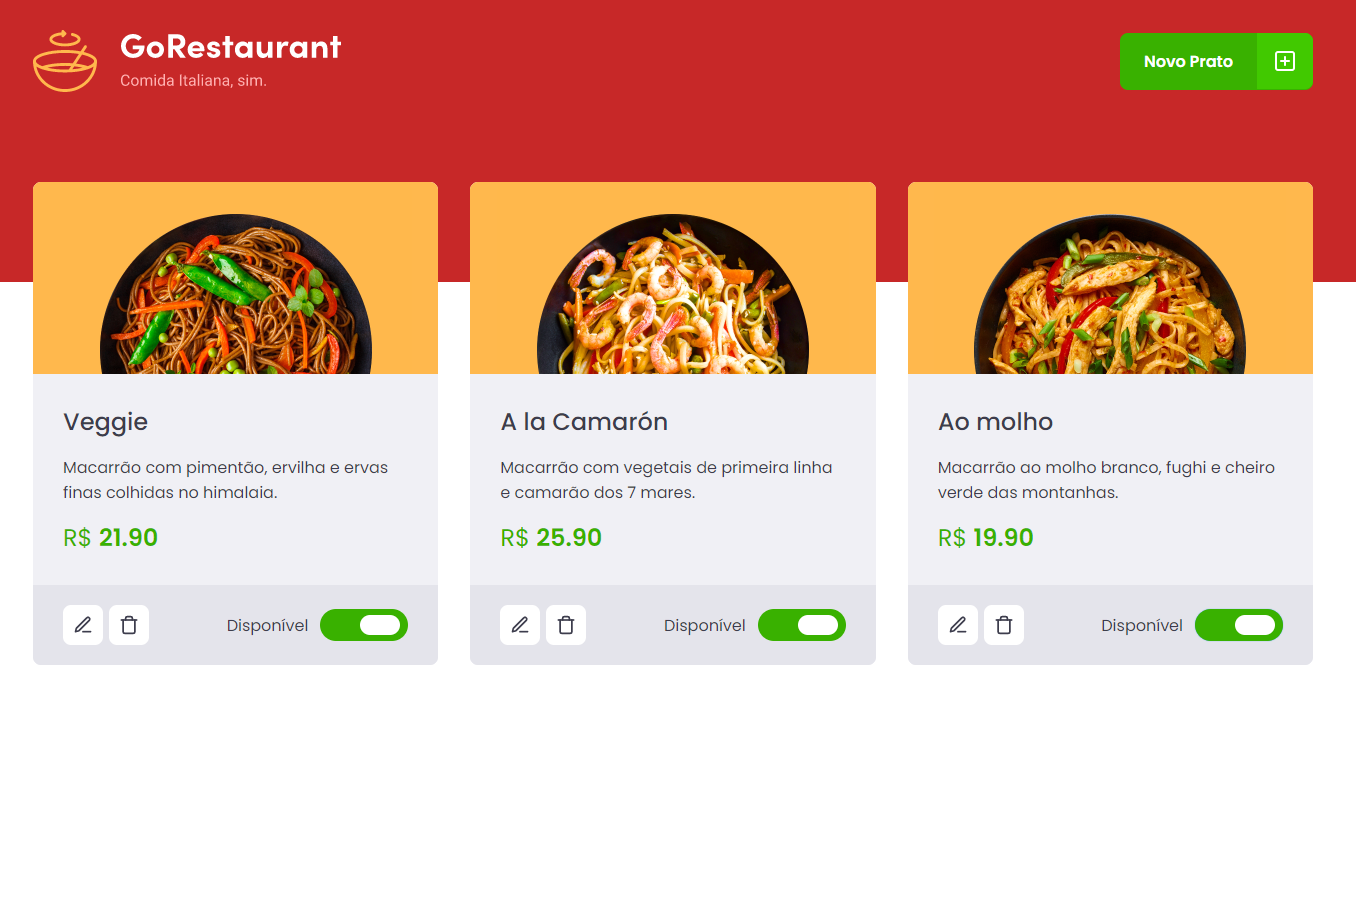 GoRestaurant
Comida Italiana, sim.
Novo Prato
Veggie
Macarrão com pimentão, ervilha e ervas
finas colhidas no himalaia.
R$ 21.90
Disponível
A la Camarón
Macarrão com vegetais de primeira linha
e camarão dos 7 mares.
R$ 25.90
Disponível
Ao molho
Macarrão ao molho branco, fughi e cheiro
verde das montanhas.
R$ 19.90
Disponível